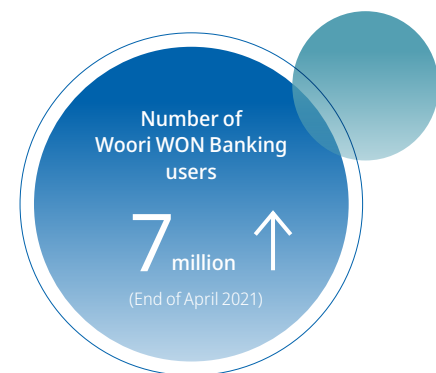 Number of
Woori WON Banking
users
7 million ↑
(End of April 2021)